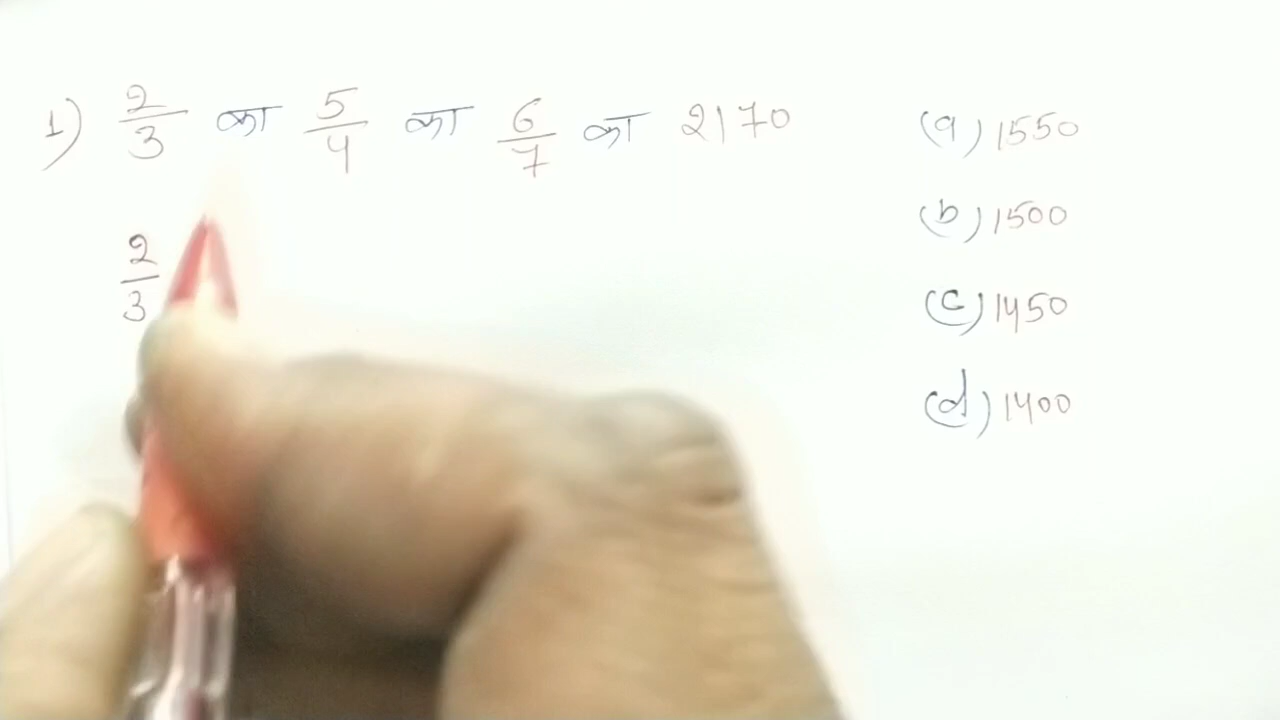 1) 2/3 का 5/4 का 6/7 का 2170
(a) 1550
(b) 1500
(c) 1450
(d) 1400
2/3